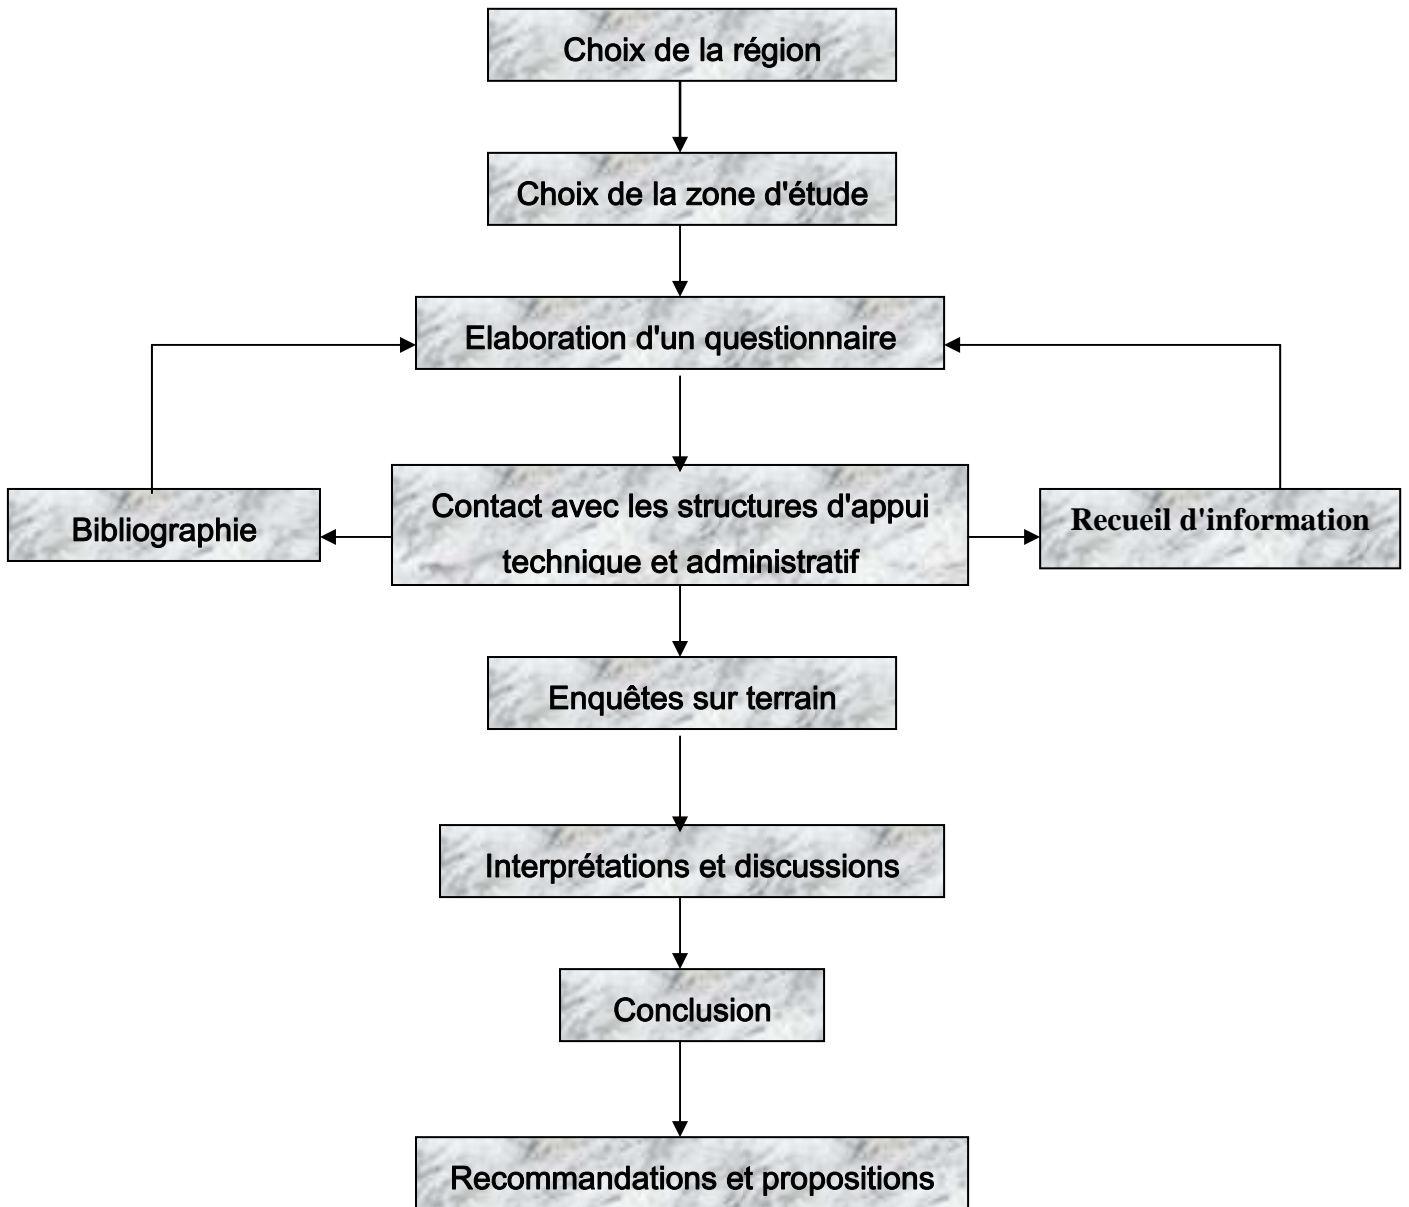 Choix de la région
Choix de la zone d'étude
Elaboration d'un questionnaire
Bibliographie
Contact avec les structures d'appui
technique et administratif
Recueil d'information
Enquêtes sur terrain
Interprétations et discussions
Conclusion
Recommandations et propositions